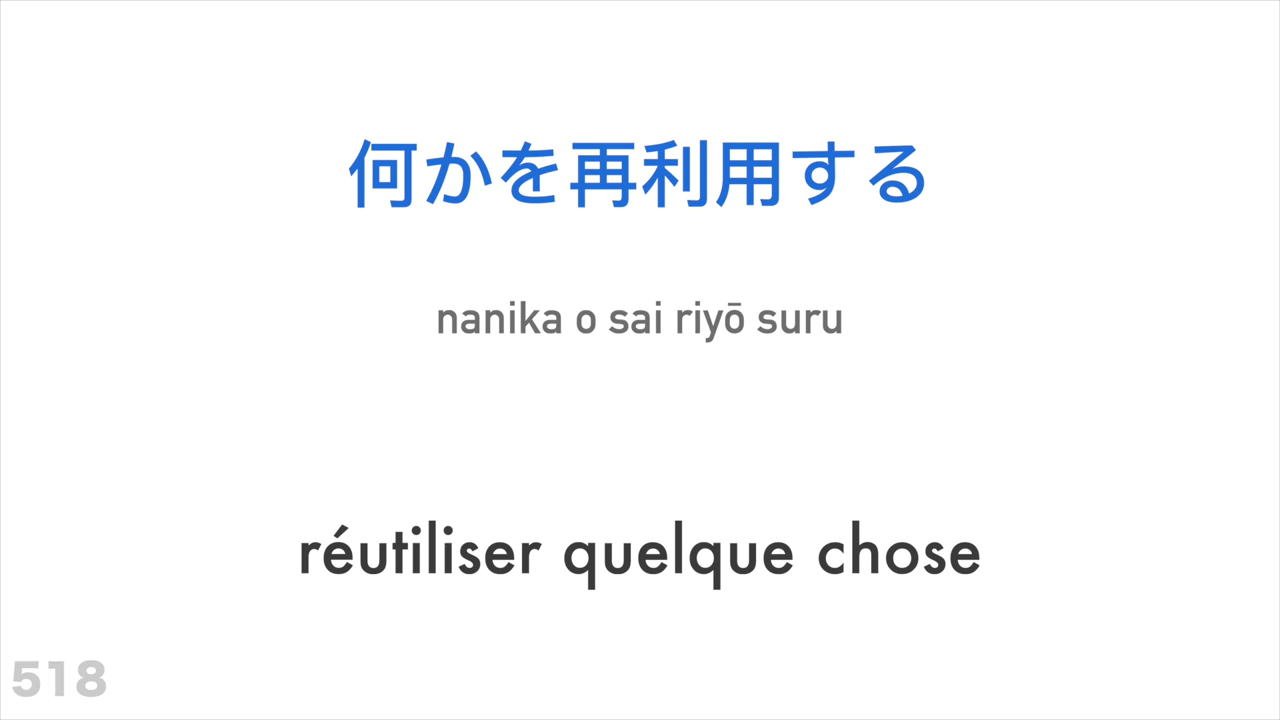 何かを再利用する
nanika o sai riyō suru
réutiliser quelque chose
518